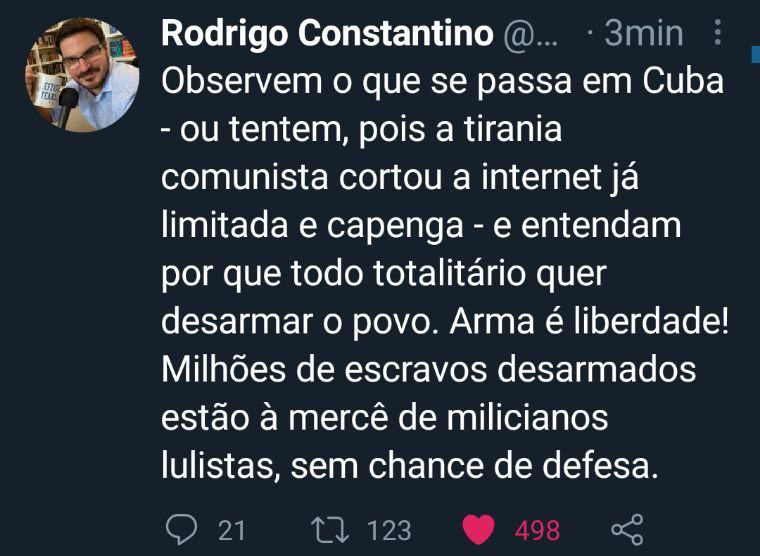 Rodrigo Constantino @... · 3min
Observem o que se passa em Cuba
- ou tentem, pois a tirania
comunista cortou a internet já
limitada e capenga - e entendam
por que todo totalitário quer
desarmar o povo. Arma é liberdade!
Milhões de escravos desarmados
estão à mercê de milicianos
lulistas, sem chance de defesa.
21 123 498